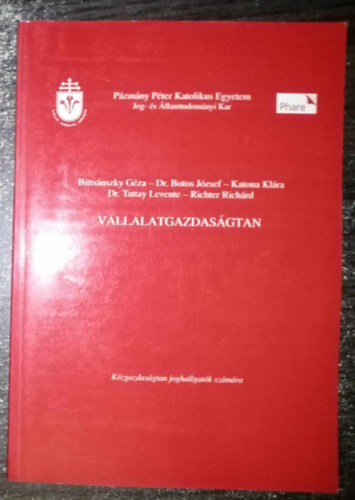 Pázmány Péter Katolikus Egyetem
Jog- és Államtudományi Kar
Phare
Bittsánszky Géza – Dr. Botos József – Katona Klára
Dr. Tattay Levente – Richter Richárd
VÁLLALATGAZDASÁGTAN
Közgazdaságtan joghallgatók számára